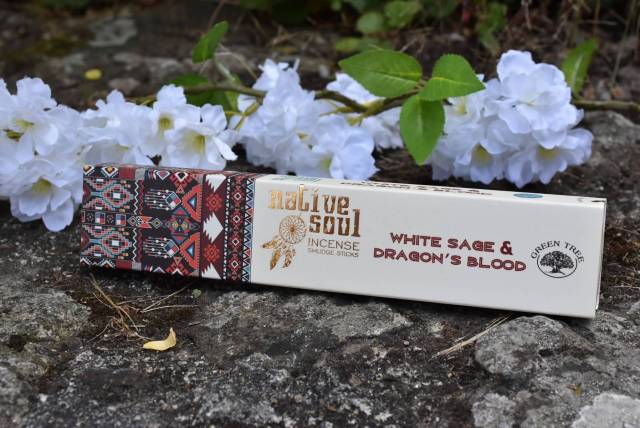 native
soul
INCENSE
SMUDGE STICKS
WHITE SAGE &
DRAGON'S BLOOD
GREEN TREE